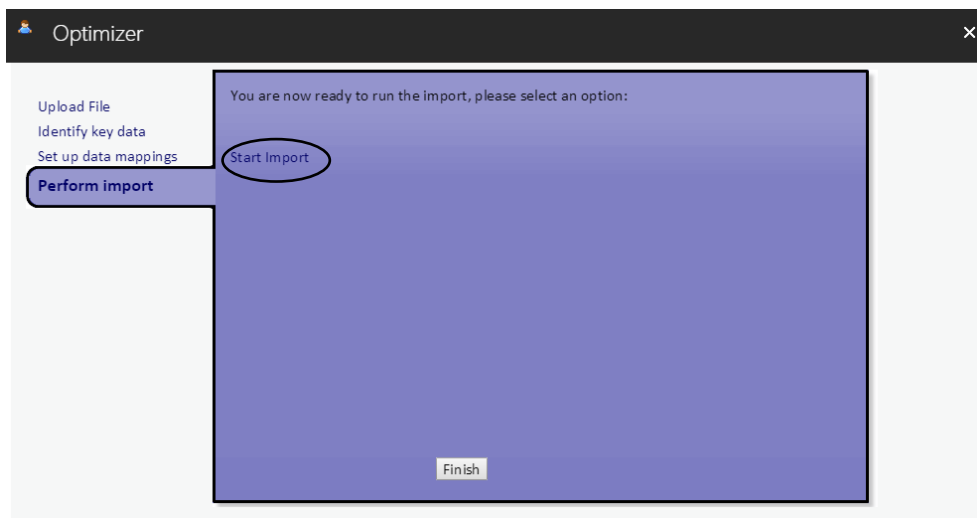 Optimizer
Upload File
Identify key data
Set up data mappings
Perform import
You are now ready to run the import, please select an option:
Start Import
Finish